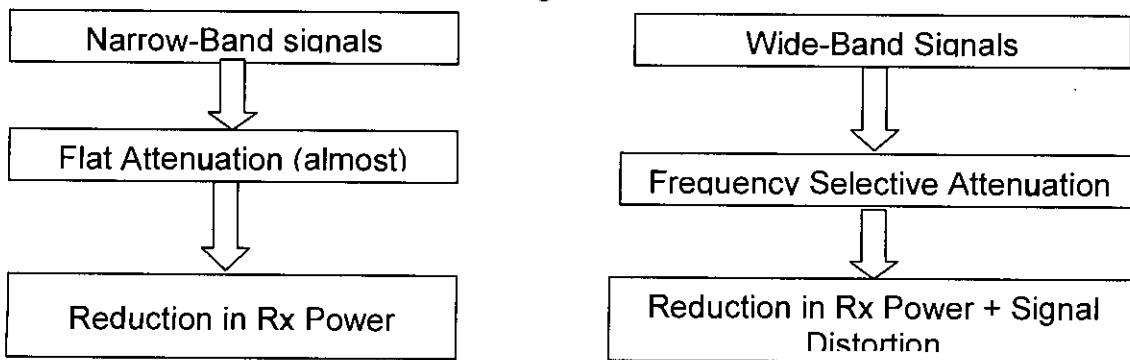 Narrow-Band signals
Flat Attenuation (almost)
Reduction in Rx Power
Wide-Band Signals
Frequency Selective Attenuation
Reduction in Rx Power + Signal
Distortion